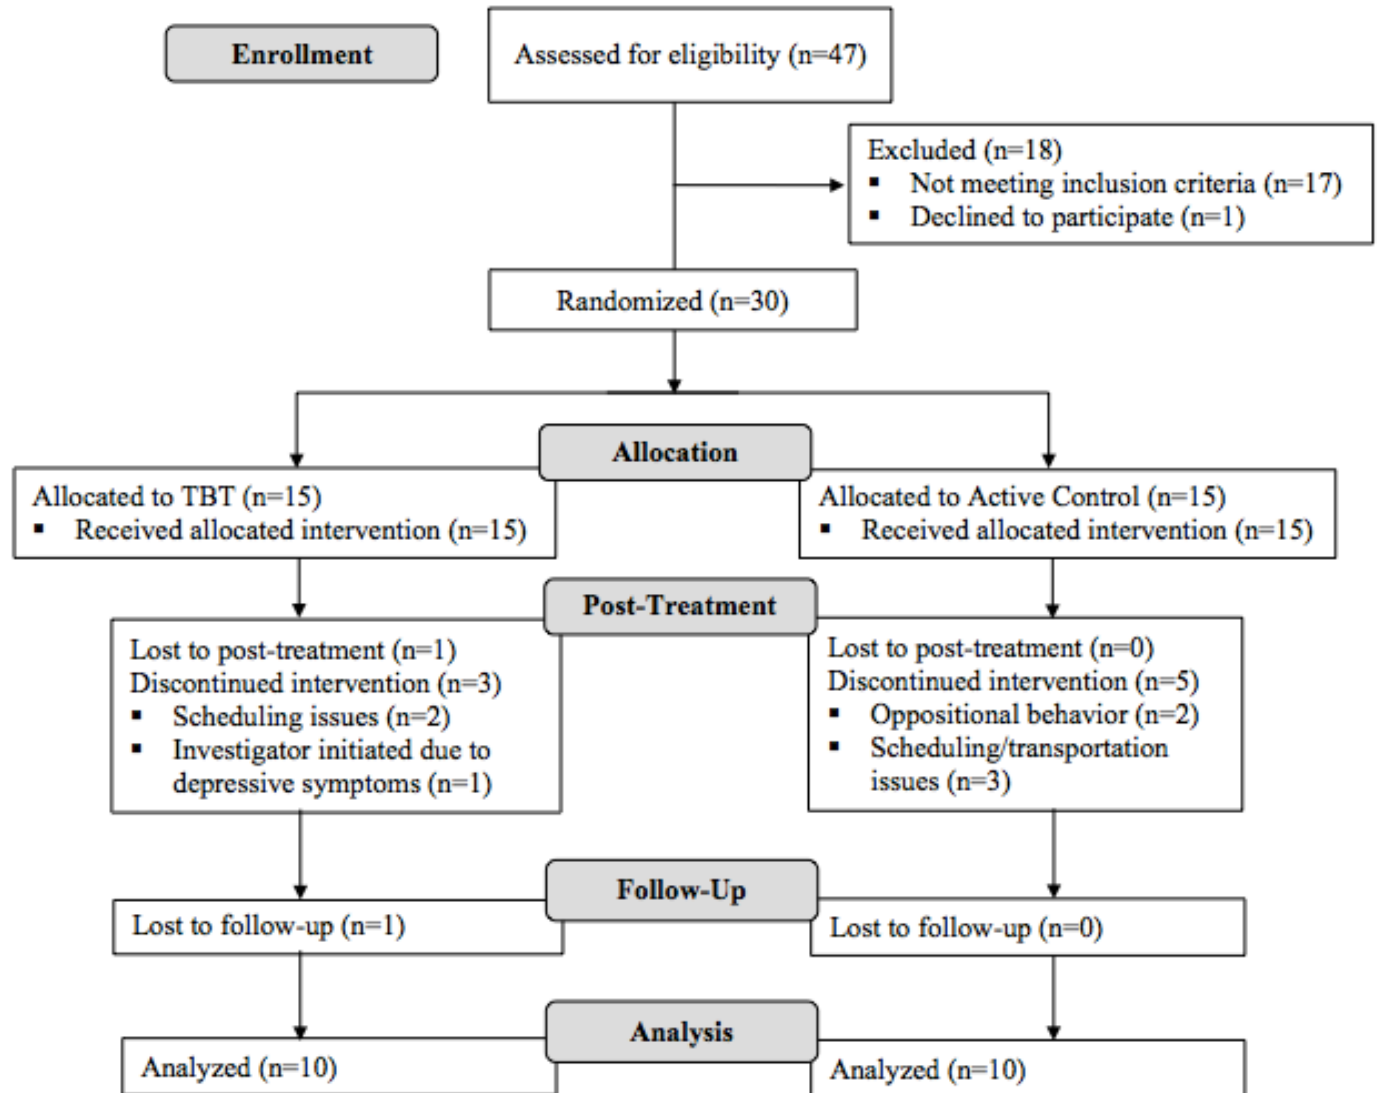 Enrollment
Assessed for eligibility (n=47)
Excluded (n=18)
▪ Not meeting inclusion criteria (n=17)
▪ Declined to participate (n=1)
Randomized (n=30)
Allocation
Allocated to TBT (n=15)
▪ Received allocated intervention (n=15)
Allocated to Active Control (n=15)
▪ Received allocated intervention (n=15)
Post-Treatment
Lost to post-treatment (n=1)
Discontinued intervention (n=3)
▪ Scheduling issues (n=2)
▪ Investigator initiated due to
depressive symptoms (n=1)
Lost to post-treatment (n=0)
Discontinued intervention (n=5)
▪ Oppositional behavior (n=2)
▪ Scheduling/transportation
issues (n=3)
Follow-Up
Lost to follow-up (n=1)
Lost to follow-up (n=0)
Analysis
Analyzed (n=10)
Analyzed (n=10)